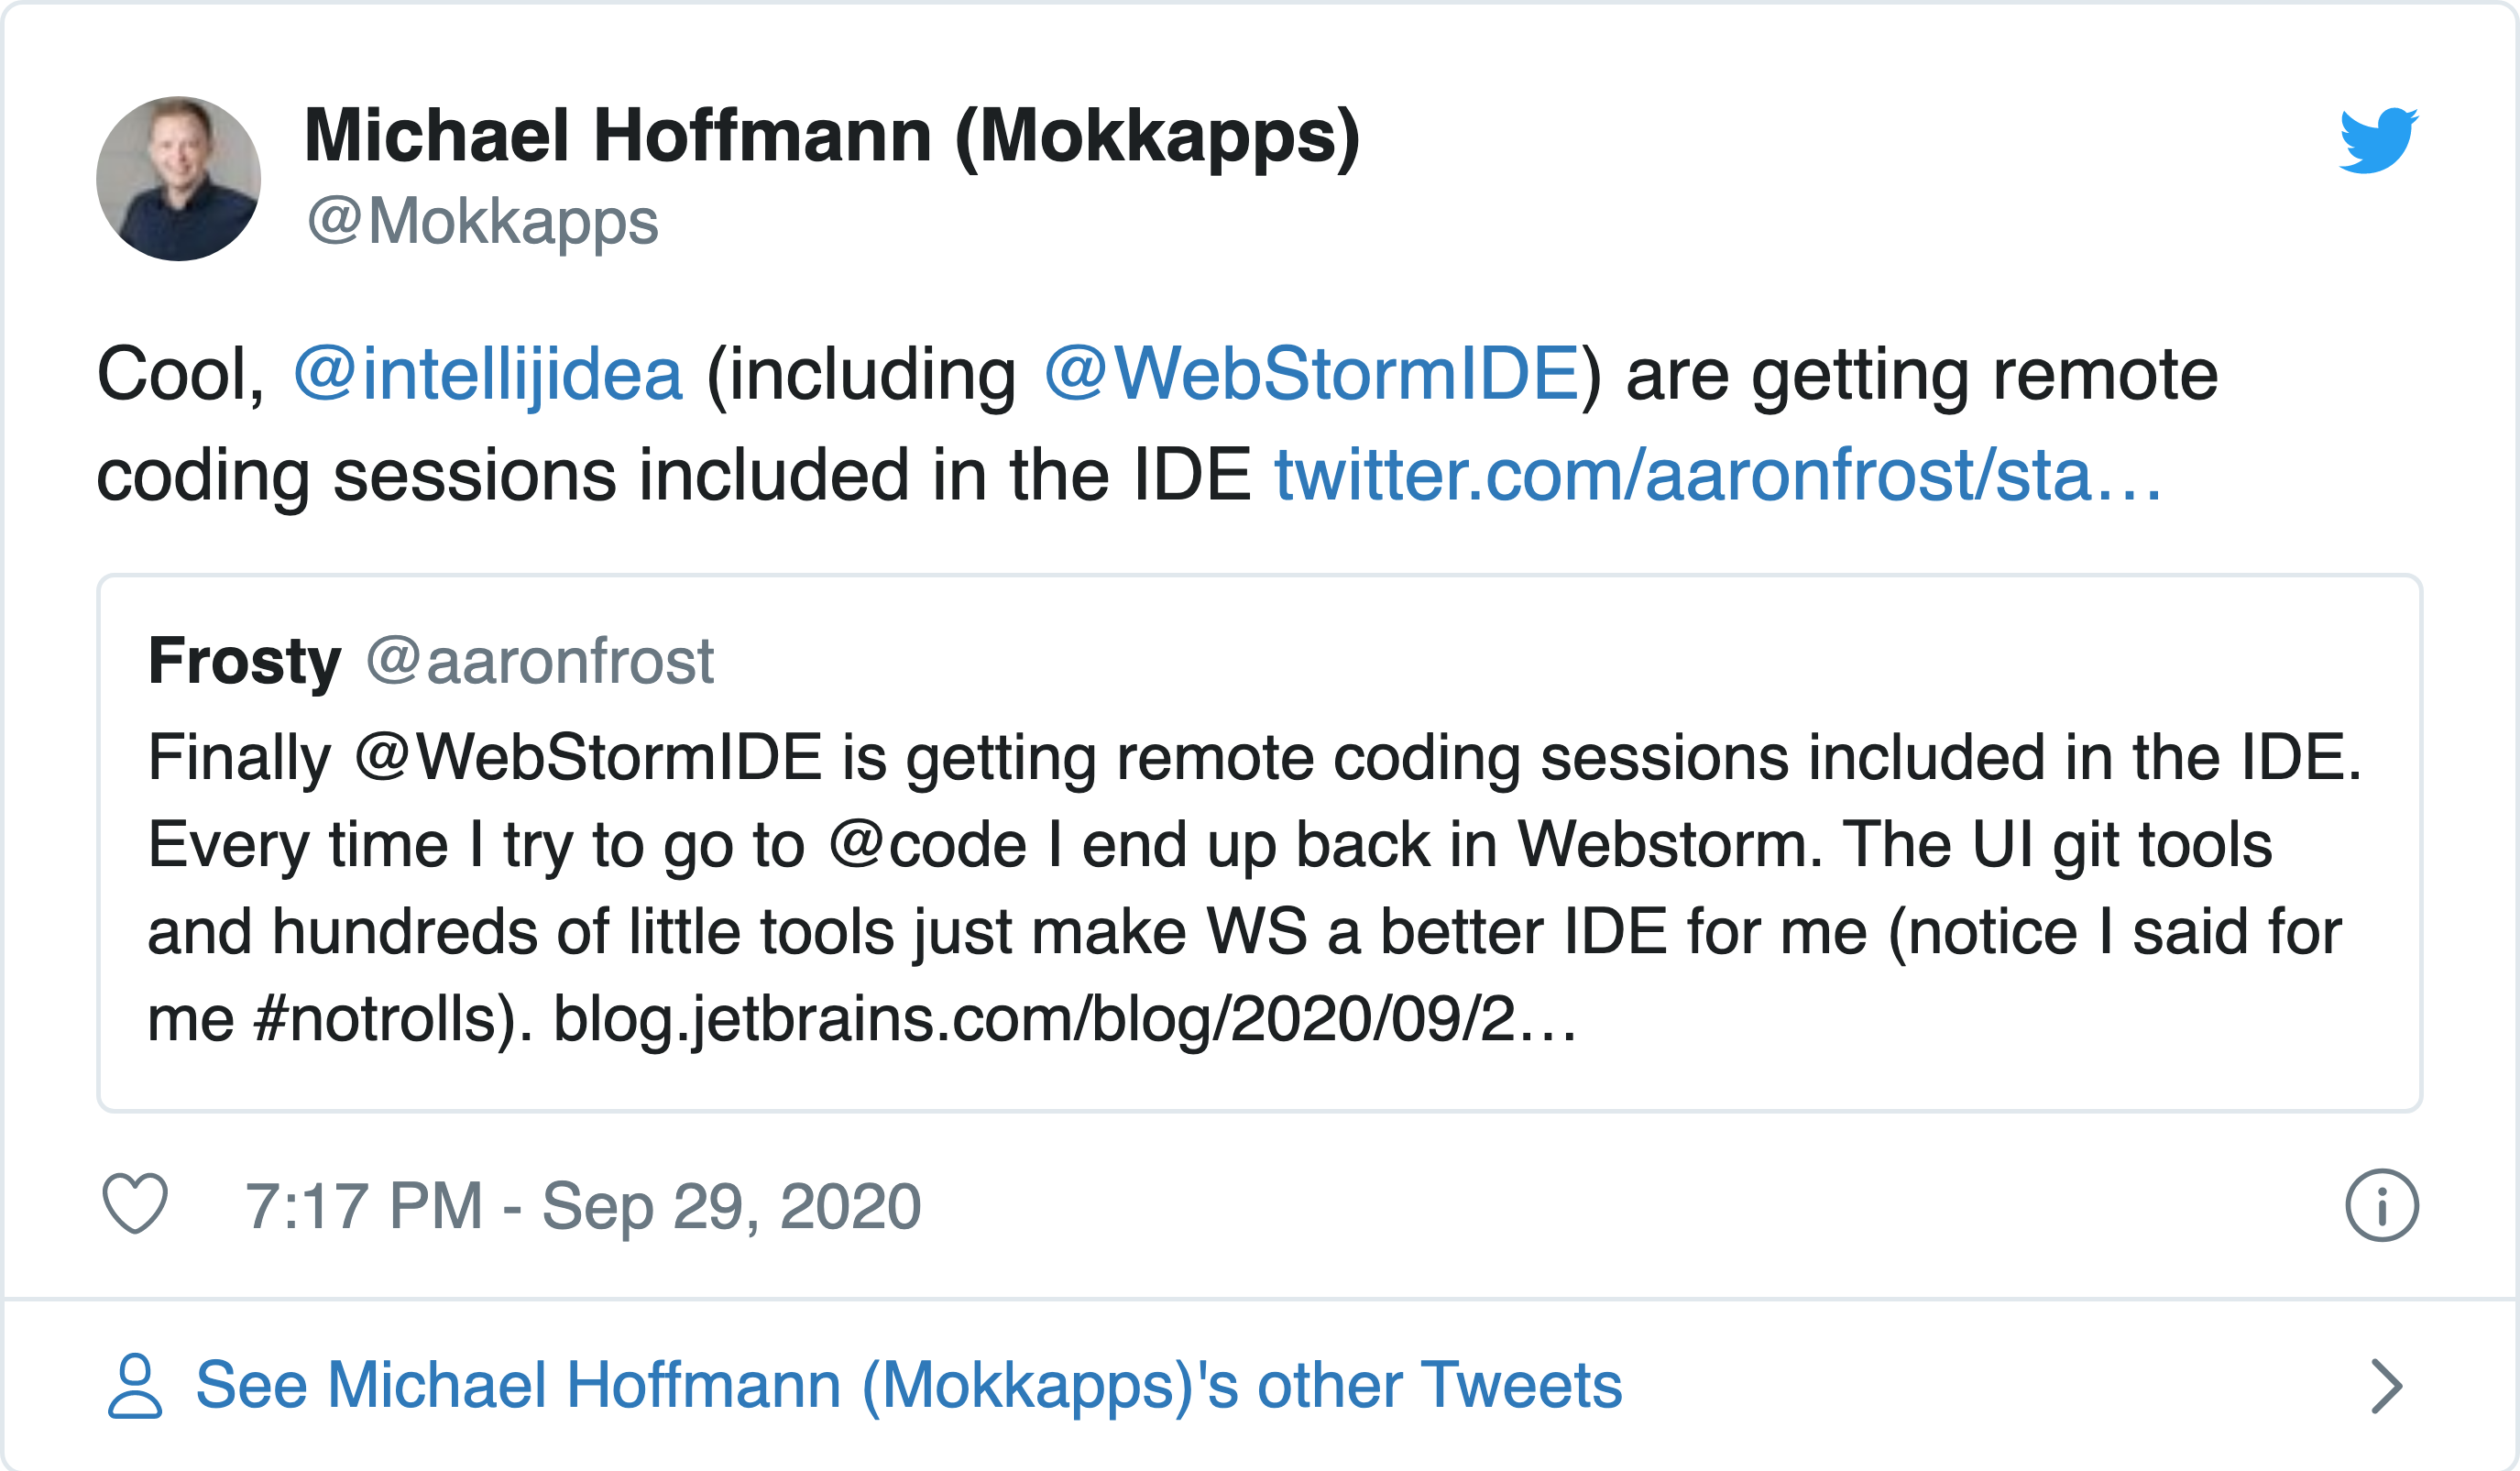 Michael Hoffmann (Mokkapps)
@Mokkapps
Cool, @intellijidea (including @WebStormIDE) are getting remote
coding sessions included in the IDE twitter.com/aaronfrost/sta…
Frosty @aaronfrost
Finally @WebStormIDE is getting remote coding sessions included in the IDE.
Every time I try to go to @code I end up back in Webstorm. The UI git tools
and hundreds of little tools just make WS a better IDE for me (notice I said for
me #notrolls). blog.jetbrains.com/blog/2020/09/2…
7:17 PM - Sep 29, 2020
See Michael Hoffmann (Mokkapps)'s other Tweets